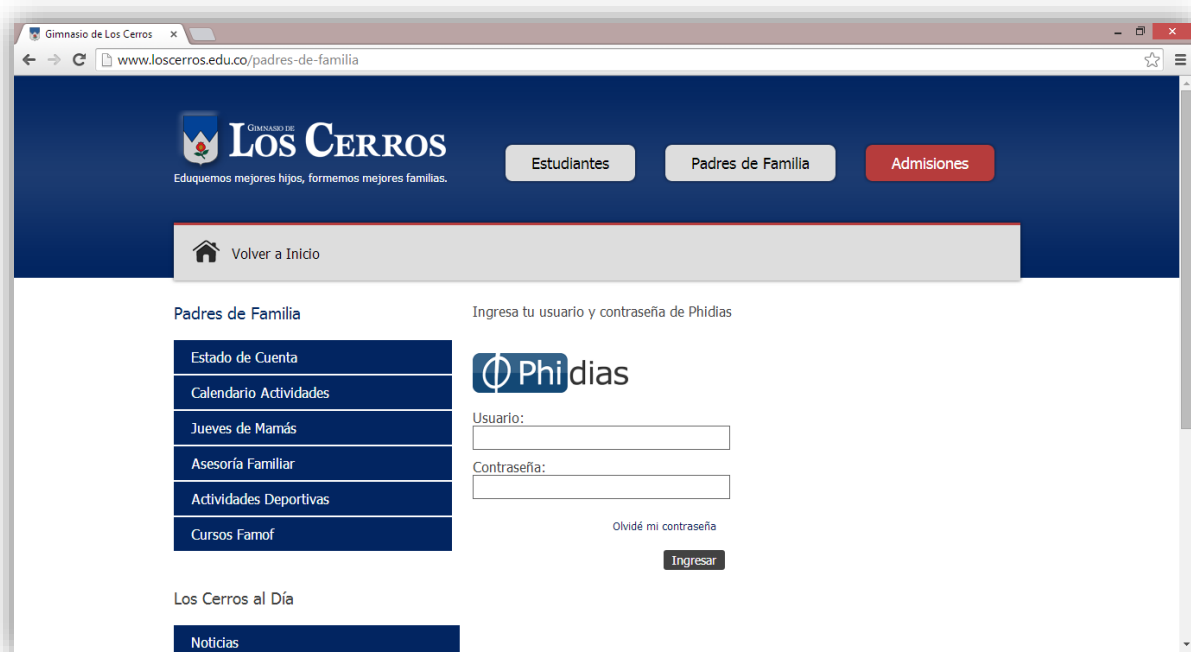 Gimnasio de Los Cerros
www.loscerros.edu.co/padres-de-familia
GIMNASIO DE
LOS CERROS
Eduquemos mejores hijos, formemos mejores familias.
Estudiantes
Padres de Familia
Admisiones
Volver a Inicio
Padres de Familia
Estado de Cuenta
Calendario Actividades
Jueves de Mamás
Asesoría Familiar
Actividades Deportivas
Cursos Famof
Los Cerros al Día
Noticias
Ingresa tu usuario y contraseña de Phidias
Phidias
Usuario:
Contraseña:
Olvidé mi contraseña
Ingresar